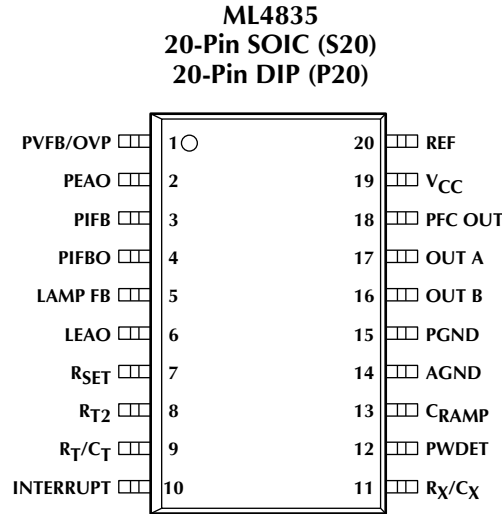 ML4835
20-Pin SOIC (S20)
20-Pin DIP (P20)
PVFB/OVP 1 20 REF
PEAO 2 19 VCC
PIFB 3 18 PFC OUT
PIFBO 4 17 OUT A
LAMP FB 5 16 OUT B
LEAO 6 15 PGND
RSET 7 14 AGND
RT2 8 13 CRAMP
RT/CT 9 12 PWDET
INTERRUPT 10 11 RX/CX